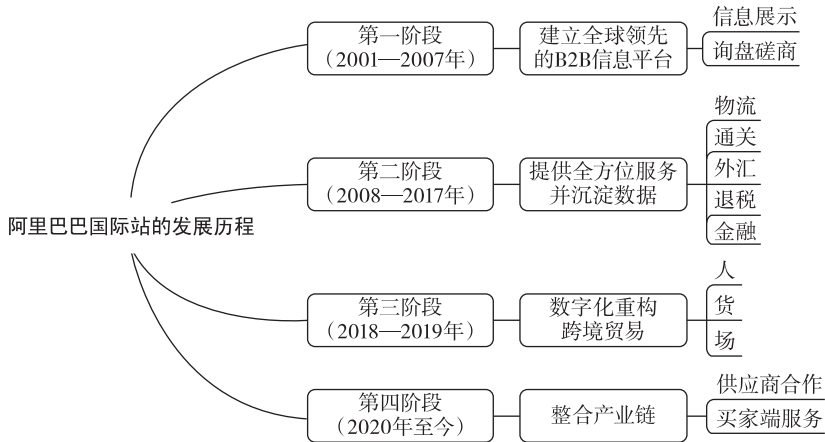 阿里巴巴国际站的发展历程
第一阶段
（2001—2007年）
建立全球领先
的B2B信息平台
信息展示
询盘磋商
第二阶段
（2008—2017年）
提供全方位服务
并沉淀数据
物流
通关
外汇
退税
金融
第三阶段
（2018—2019年）
数字化重构
跨境贸易
人
货
场
第四阶段
（2020年至今）
整合产业链
供应商合作
买家端服务